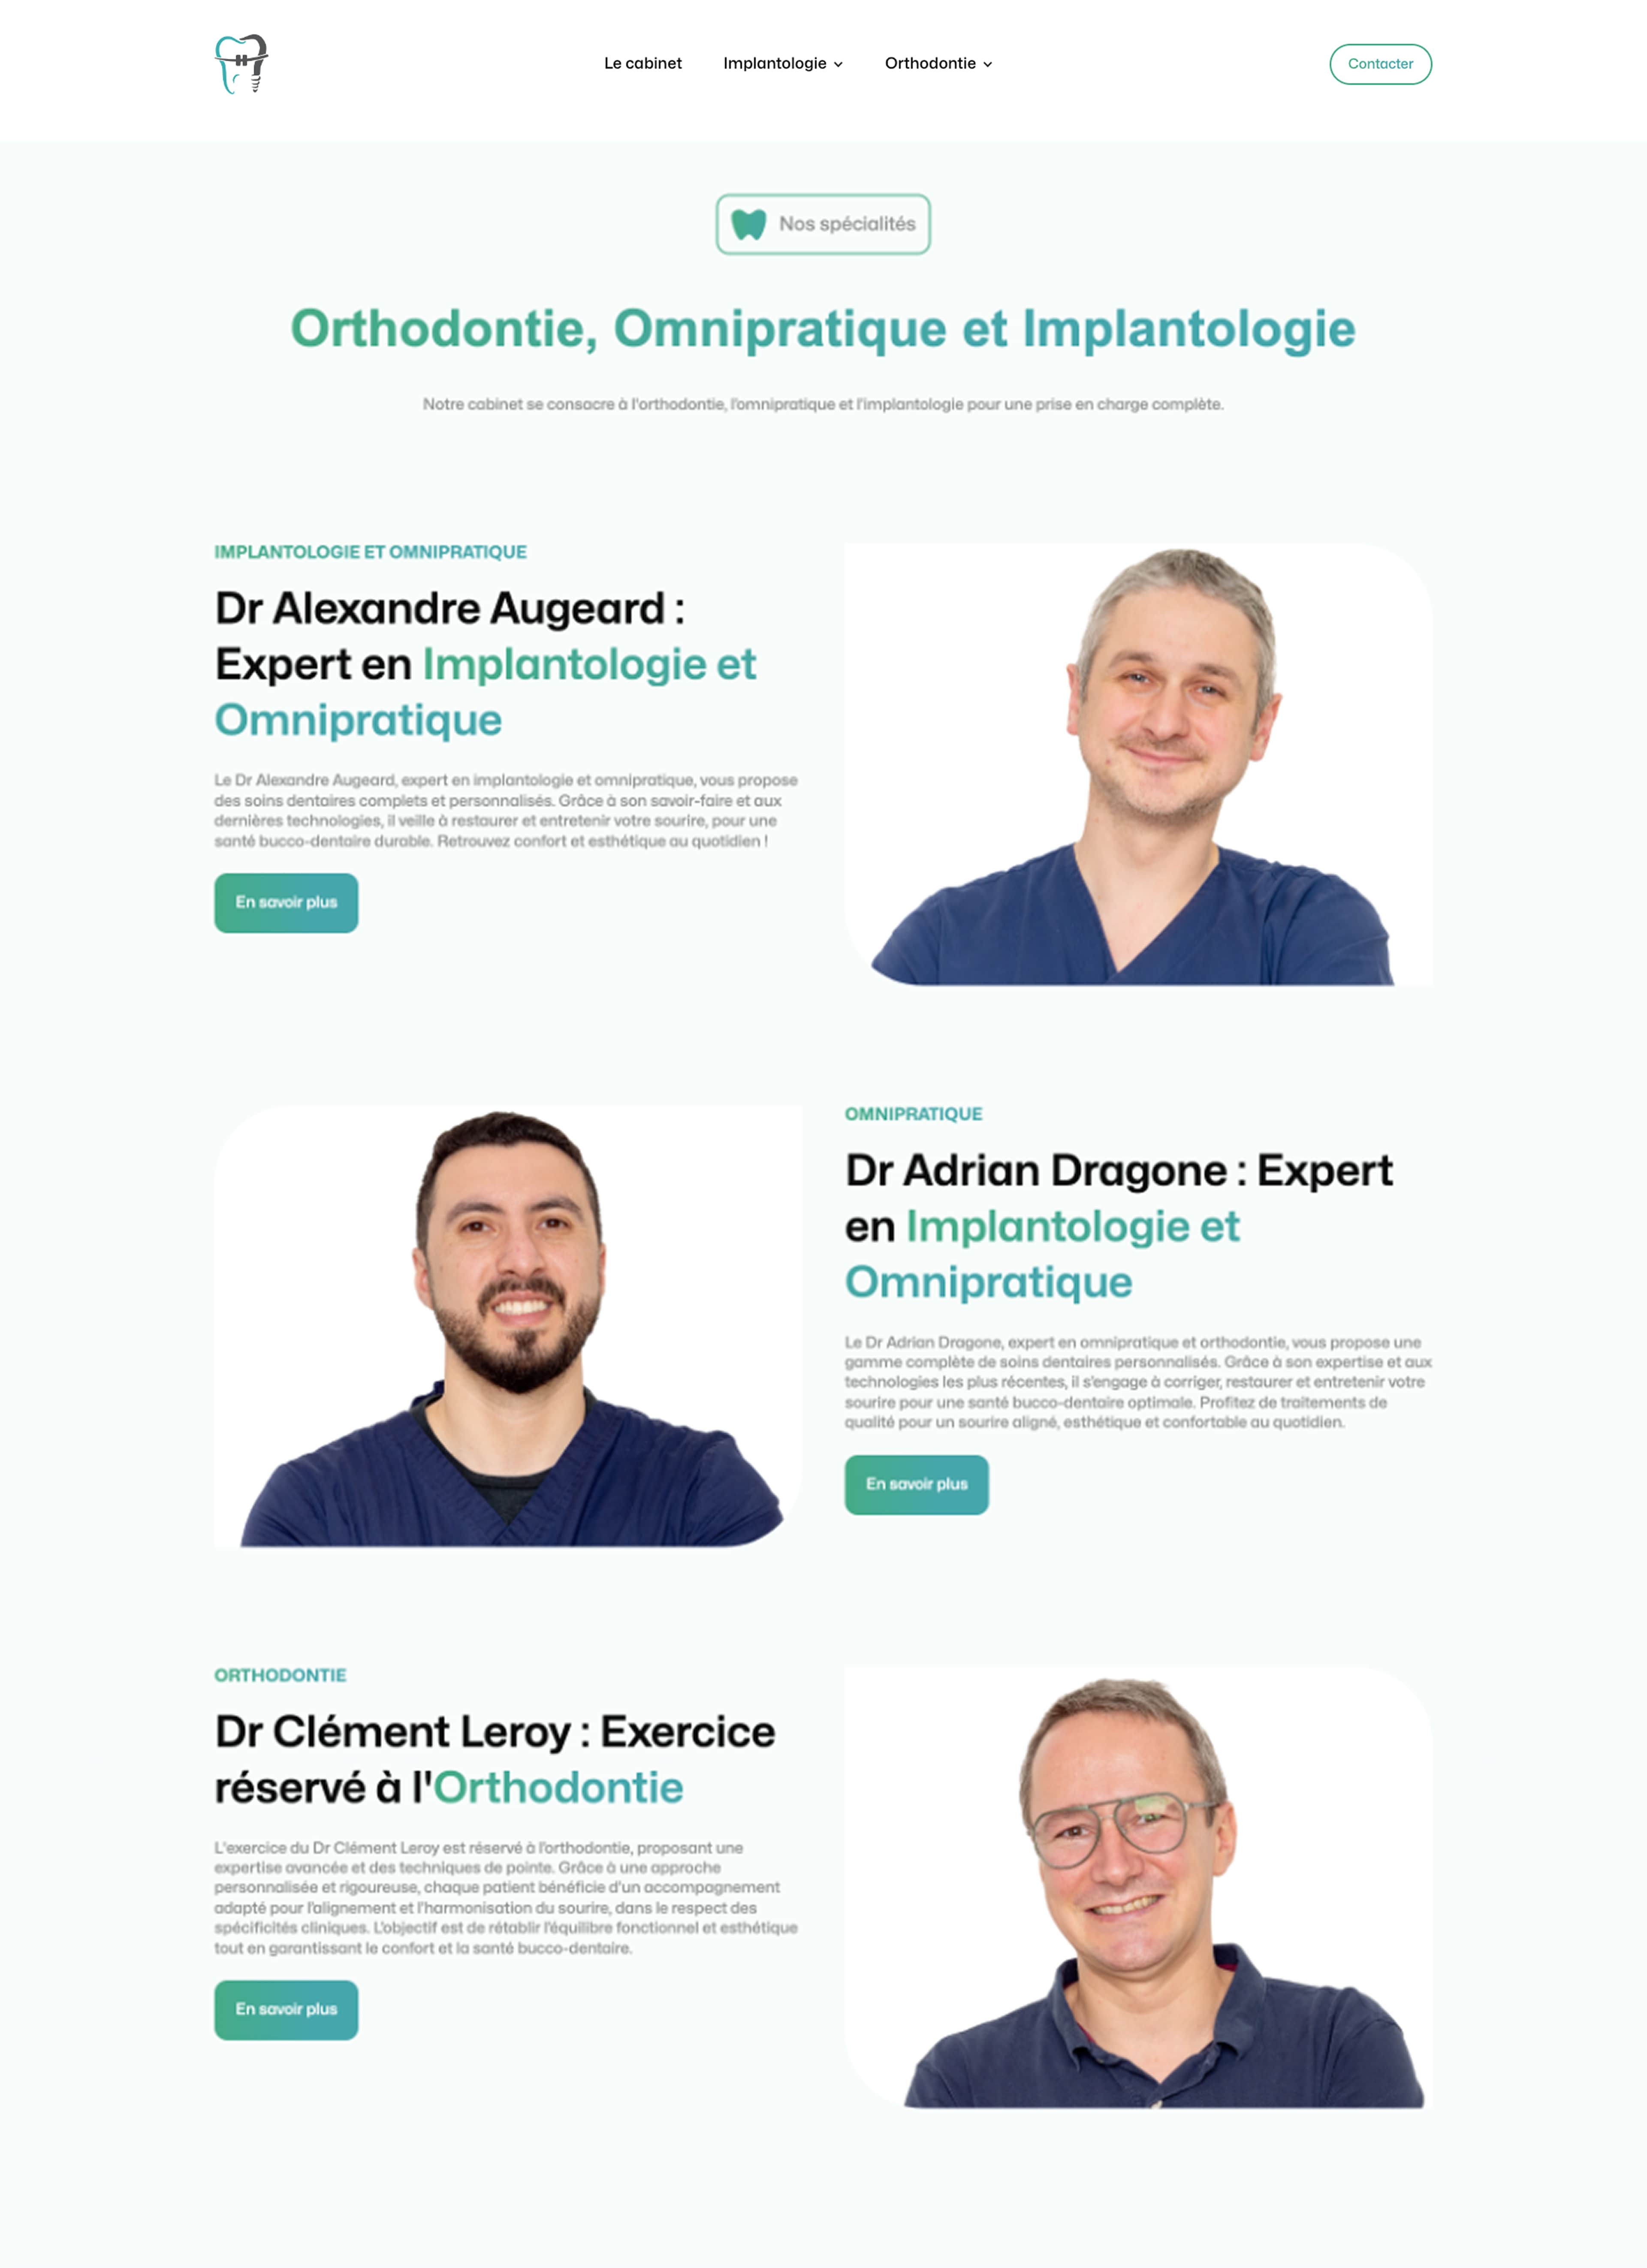 Le cabinet
Implantologie
Orthodontie
Contacter
Nos spécialités
Orthodontie, Omnipratique et Implantologie
Notre cabinet se consacre à l'orthodontie, l'omnipratique et l'implantologie pour une prise en charge complète.
IMPLANTOLOGIE ET OMNIPRATIQUE
Dr Alexandre Augeard :
Expert en Implantologie et
Omnipratique
Le Dr Alexandre Augeard, expert en implantologie et omnipratique, vous propose
des soins dentaires complets et personnalisés. Grâce à son savoir-faire et aux
dernières technologies, il veille à restaurer et entretenir votre sourire, pour une
santé bucco-dentaire durable. Retrouvez confort et esthétique au quotidien !
En savoir plus
OMNIPRATIQUE
Dr Adrian Dragone : Expert
en Implantologie et
Omnipratique
Le Dr Adrian Dragone, expert en omnipratique et orthodontie, vous propose une
gamme complète de soins dentaires personnalisés. Grâce à son expertise et aux
technologies les plus récentes, il s'engage à corriger, restaurer et entretenir votre
sourire pour une santé bucco-dentaire optimale. Profitez de traitements de
qualité pour un sourire aligné, esthétique et confortable au quotidien.
En savoir plus
ORTHODONTIE
Dr Clément Leroy : Exercice
réservé à l'Orthodontie
L'exercice du Dr Clément Leroy est réservé à l'orthodontie, proposant une
expertise avancée et des techniques de pointe. Grâce à une approche
personnalisée et rigoureuse, chaque patient bénéficie d'un accompagnement
adapté pour l'alignement et l'harmonisation du sourire, dans le respect des
spécificités cliniques. L'objectif est de rétablir l'équilibre fonctionnel et esthétique
tout en garantissant le confort et la santé bucco-dentaire.
En savoir plus